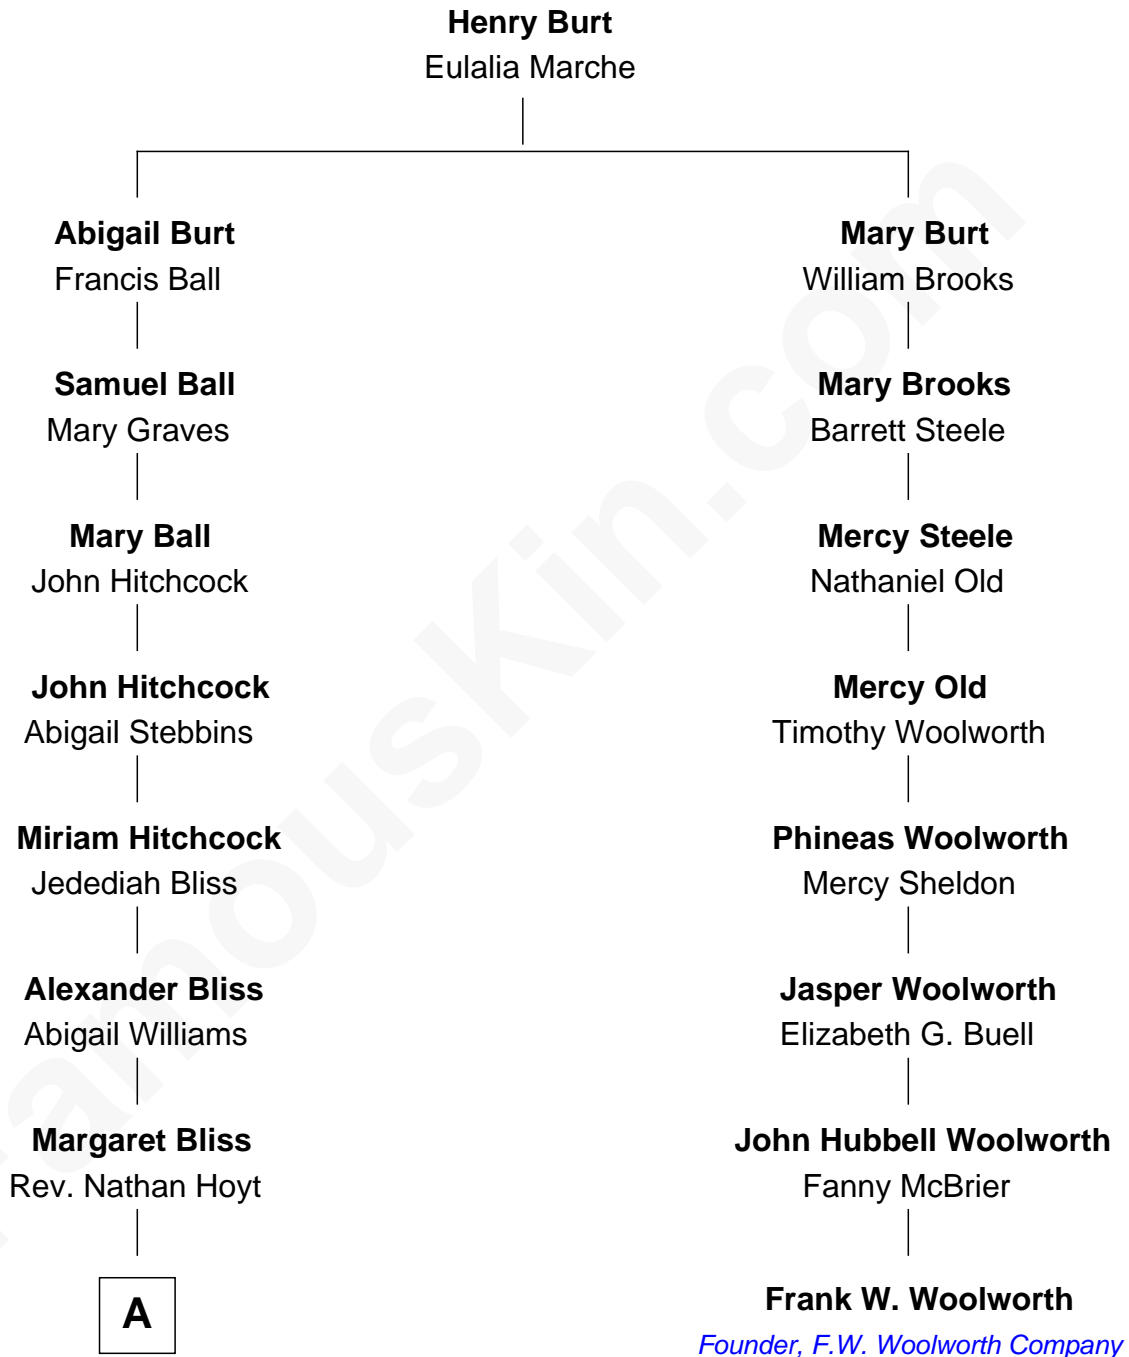 Henry Burt
Eulalia Marche
Abigail Burt
Francis Ball
Mary Burt
William Brooks
Samuel Ball
Mary Graves
Mary Brooks
Barrett Steele
Mary Ball
John Hitchcock
Mercy Steele
Nathaniel Old
John Hitchcock
Abigail Stebbins
Mercy Old
Timothy Woolworth
Miriam Hitchcock
Jedediah Bliss
Phineas Woolworth
Mercy Sheldon
Alexander Bliss
Abigail Williams
Jasper Woolworth
Elizabeth G. Buell
Margaret Bliss
Rev. Nathan Hoyt
John Hubbell Woolworth
Fanny McBrier
A
Frank W. Woolworth
Founder, F.W. Woolworth Company
FamousKin.com